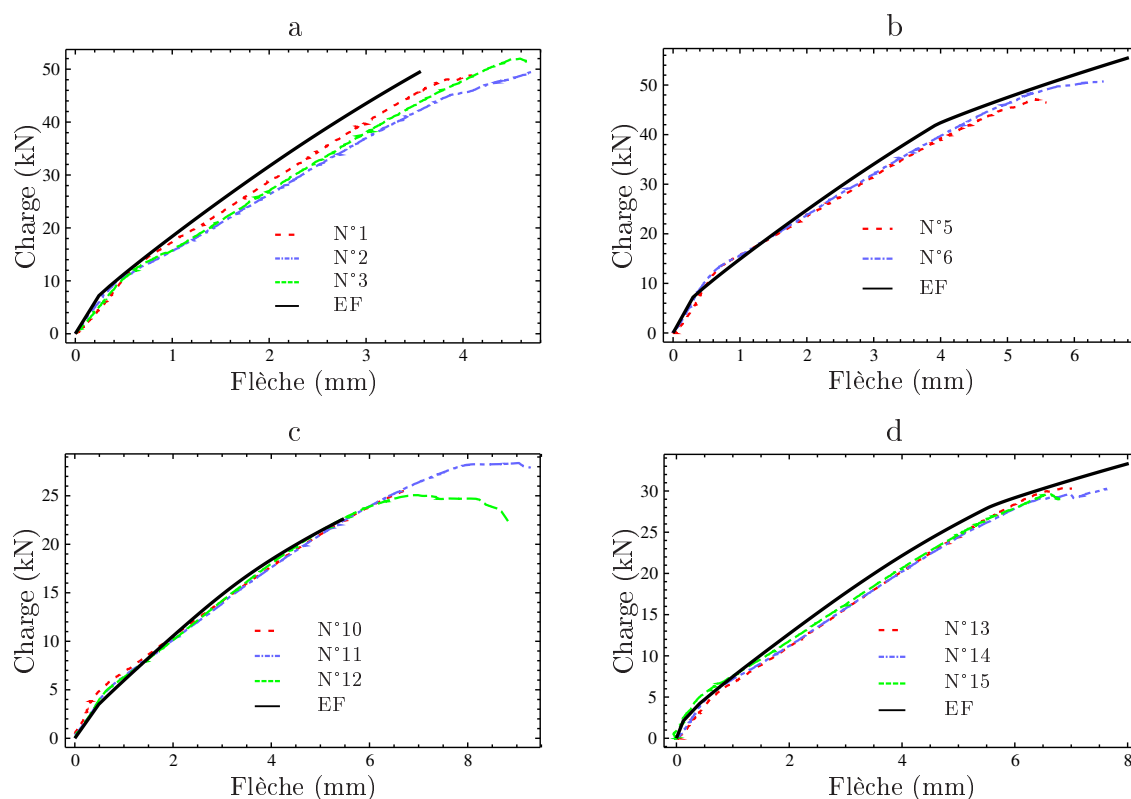 a
50
40
30
20
10
0
Charge (kN)
N°1
N°2
N°3
EF
0 1 2 3 4
Flèche (mm)
b
50
40
30
20
10
0
Charge (kN)
N°5
N°6
EF
0 1 2 3 4 5 6
Flèche (mm)
c
25
20
15
10
5
0
Charge (kN)
N°10
N°11
N°12
EF
0 2 4 6 8
Flèche (mm)
d
30
25
20
15
10
5
0
Charge (kN)
N°13
N°14
N°15
EF
0 2 4 6 8
Flèche (mm)